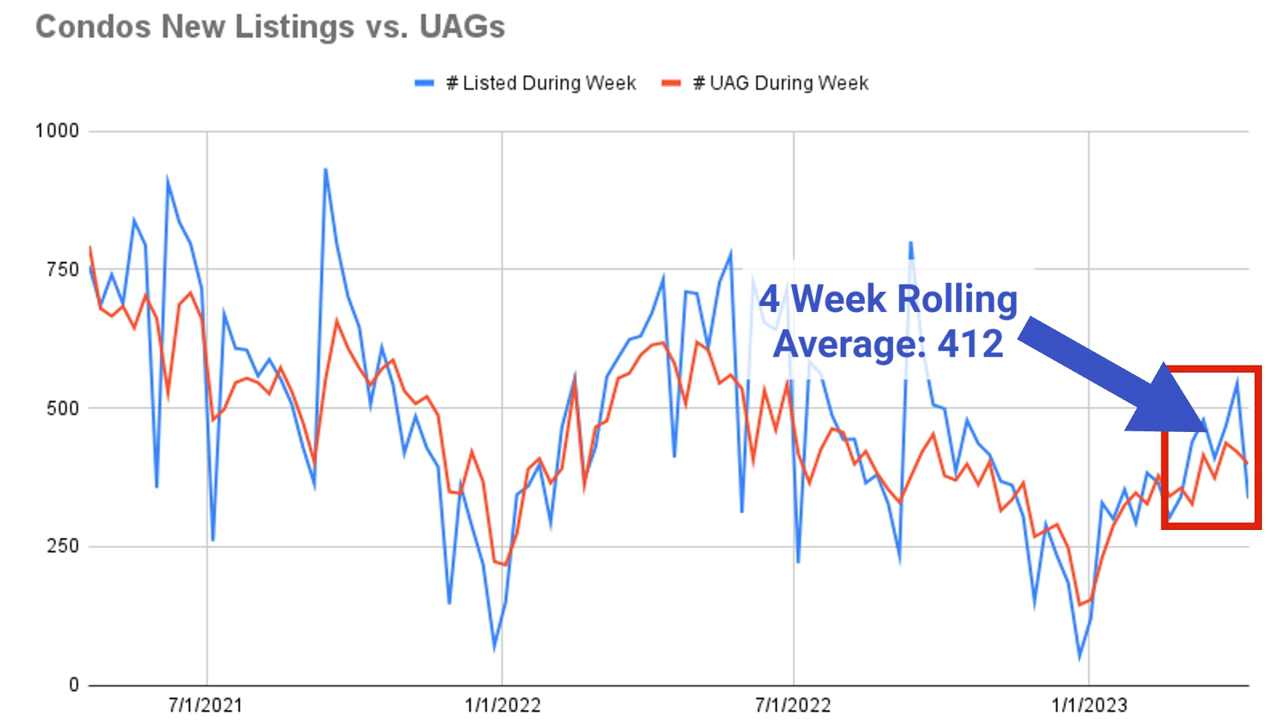 Condos New Listings vs. UAGs
# Listed During Week # UAG During Week
1000
750
4 Week Rolling
Average: 412
500
250
0
7/1/2021 1/1/2022 7/1/2022 1/1/2023